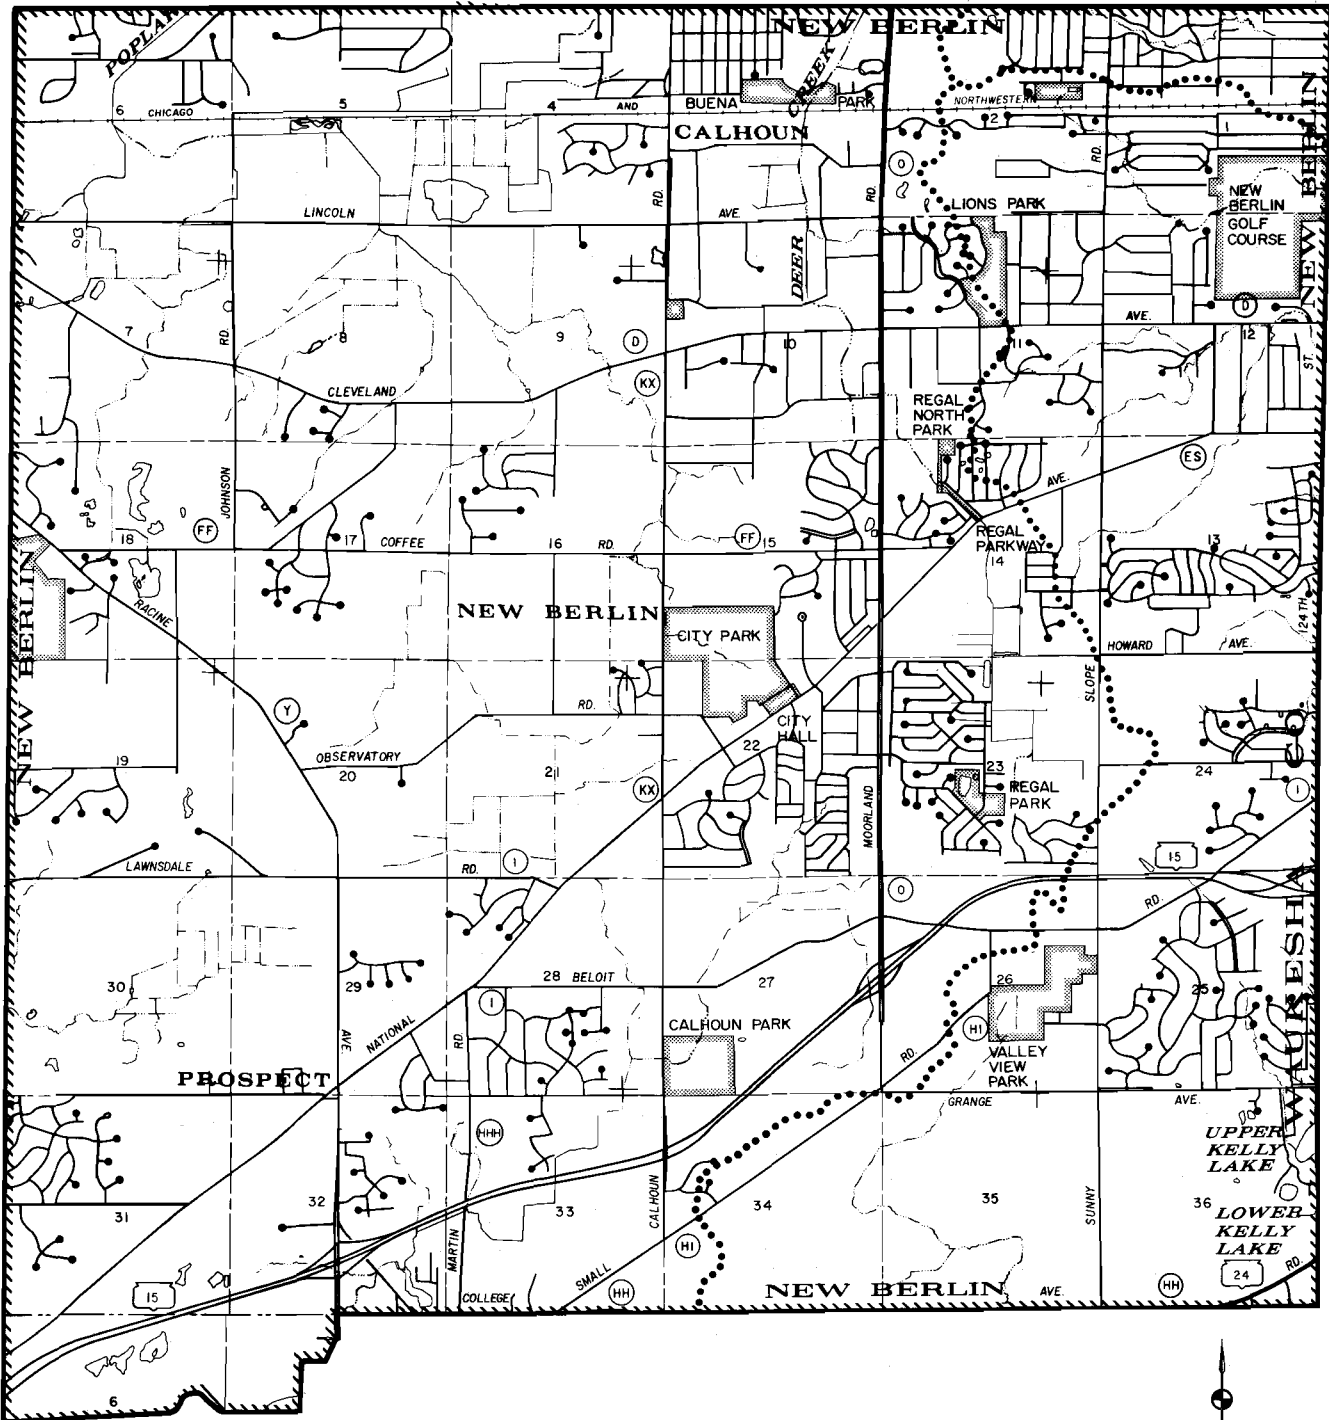 NEW BERLIN
POPLAR
CREEK
6
CHICAGO
5
4
AND
BUENA
PARK
NORTHWESTERN
2
1
CALHOUN
RD.
NEW BERLIN
O
RD.
RD.
LINCOLN
AVE.
LIONS PARK
NEW
BERLIN
GOLF
COURSE
DEER
7
RD.
8
9
D
10
11
AVE.
D
12
ST.
CLEVELAND
KX
REGAL
NORTH
PARK
JOHNSON
AVE.
ES
18
FF
17
COFFEE
16
RD.
FF
15
REGAL
PARKWAY
14
13
NEW BERLIN
RACINE
NEW BERLIN
CITY PARK
124TH
HOWARD
AVE.
SLOPE
Y
RD.
CITY
HALL
22
19
OBSERVATORY
20
21
23
24
CO.
KX
MOORLAND
REGAL
PARK
1
LAWNSDALE
RD.
1
15
O
RD.
30
29
28
BELOIT
27
26
25
WAUKESHA
AVE.
NATIONAL
RD.
1
CALHOUN PARK
RD.
H1
VALLEY
VIEW
PARK
PROSPECT
GRANGE
AVE.
HHH
UPPER
KELLY
LAKE
31
32
33
CALHOUN
34
35
SUNNY
36
LOWER
KELLY
LAKE
MARTIN
H1
15
SMALL
HH
NEW BERLIN
AVE.
HH
24
RD.
COLLEGE
6